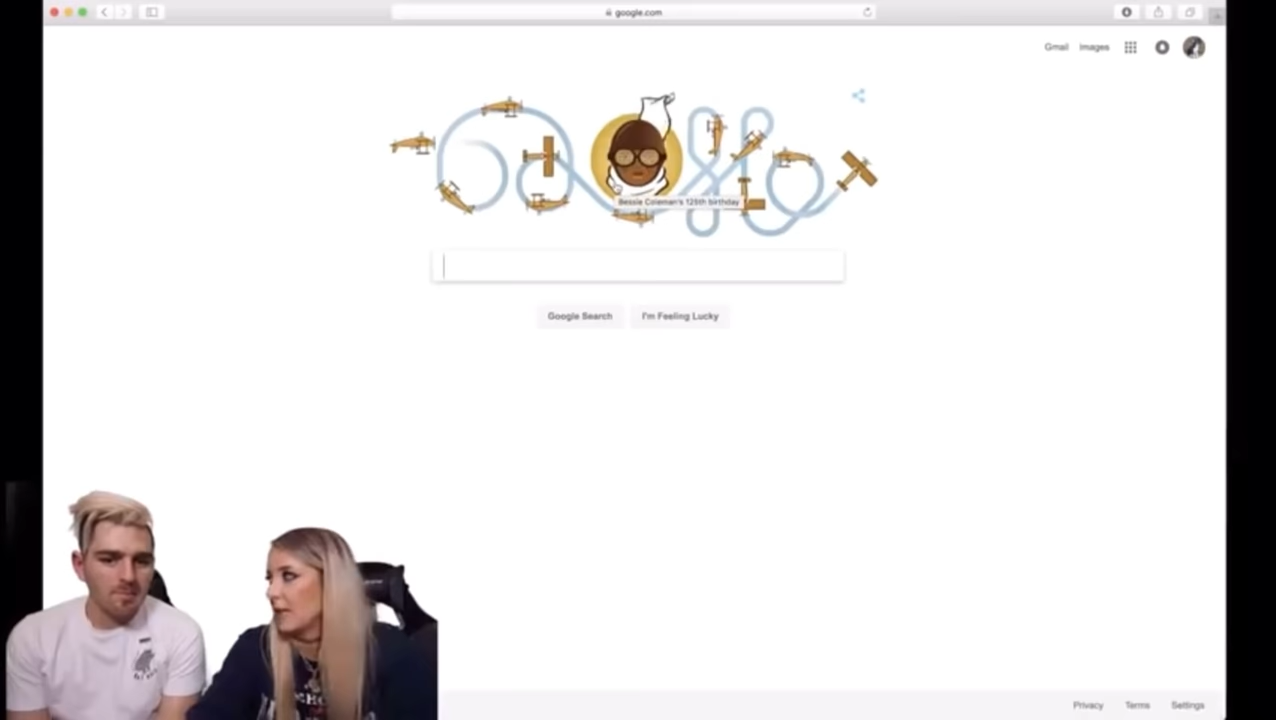 google.com
Gmail Images
Bessie Coleman's 125th birthday
Google Search I'm Feeling Lucky
Privacy Terms Settings